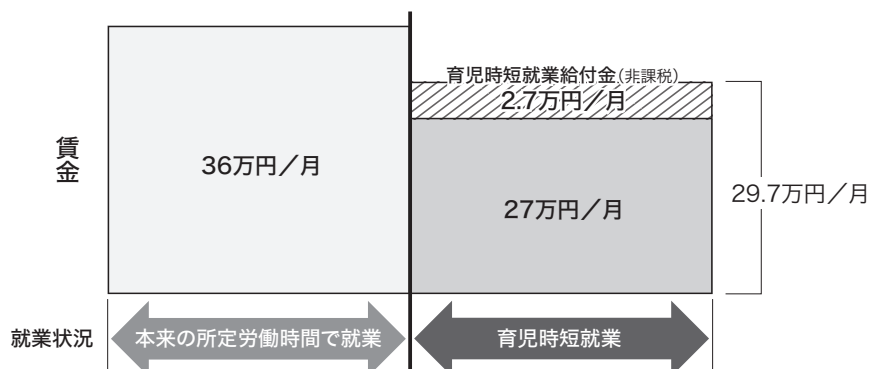 育児時短就業給付金(非課税)
2.7万円／月
賃金
36万円／月
27万円／月
29.7万円／月
就業状況
本来の所定労働時間で就業
育児時短就業